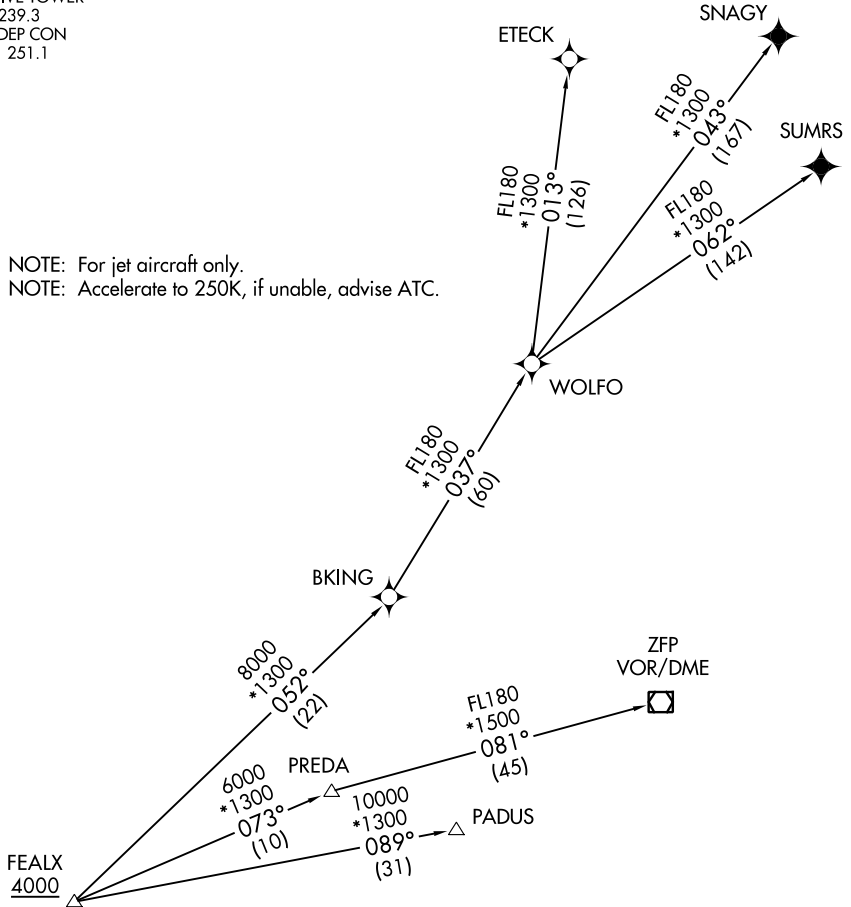 239.3
DEP CON
251.1
SNAGY
ETECK
FL180
*1300
043°
(167)
SUMRS
FL180
*1300
013°
(126)
FL180
*1300
062°
(142)
NOTE: For jet aircraft only.
NOTE: Accelerate to 250K, if unable, advise ATC.
WOLFO
FL180
*1300
037°
(60)
BKING
8000
*1300
052°
(22)
ZFP
VOR/DME
FL180
*1500
081°
(45)
PREDA
6000
*1300
073°
(10)
10000
*1300
089°
(31)
PADUS
FEALX
4000